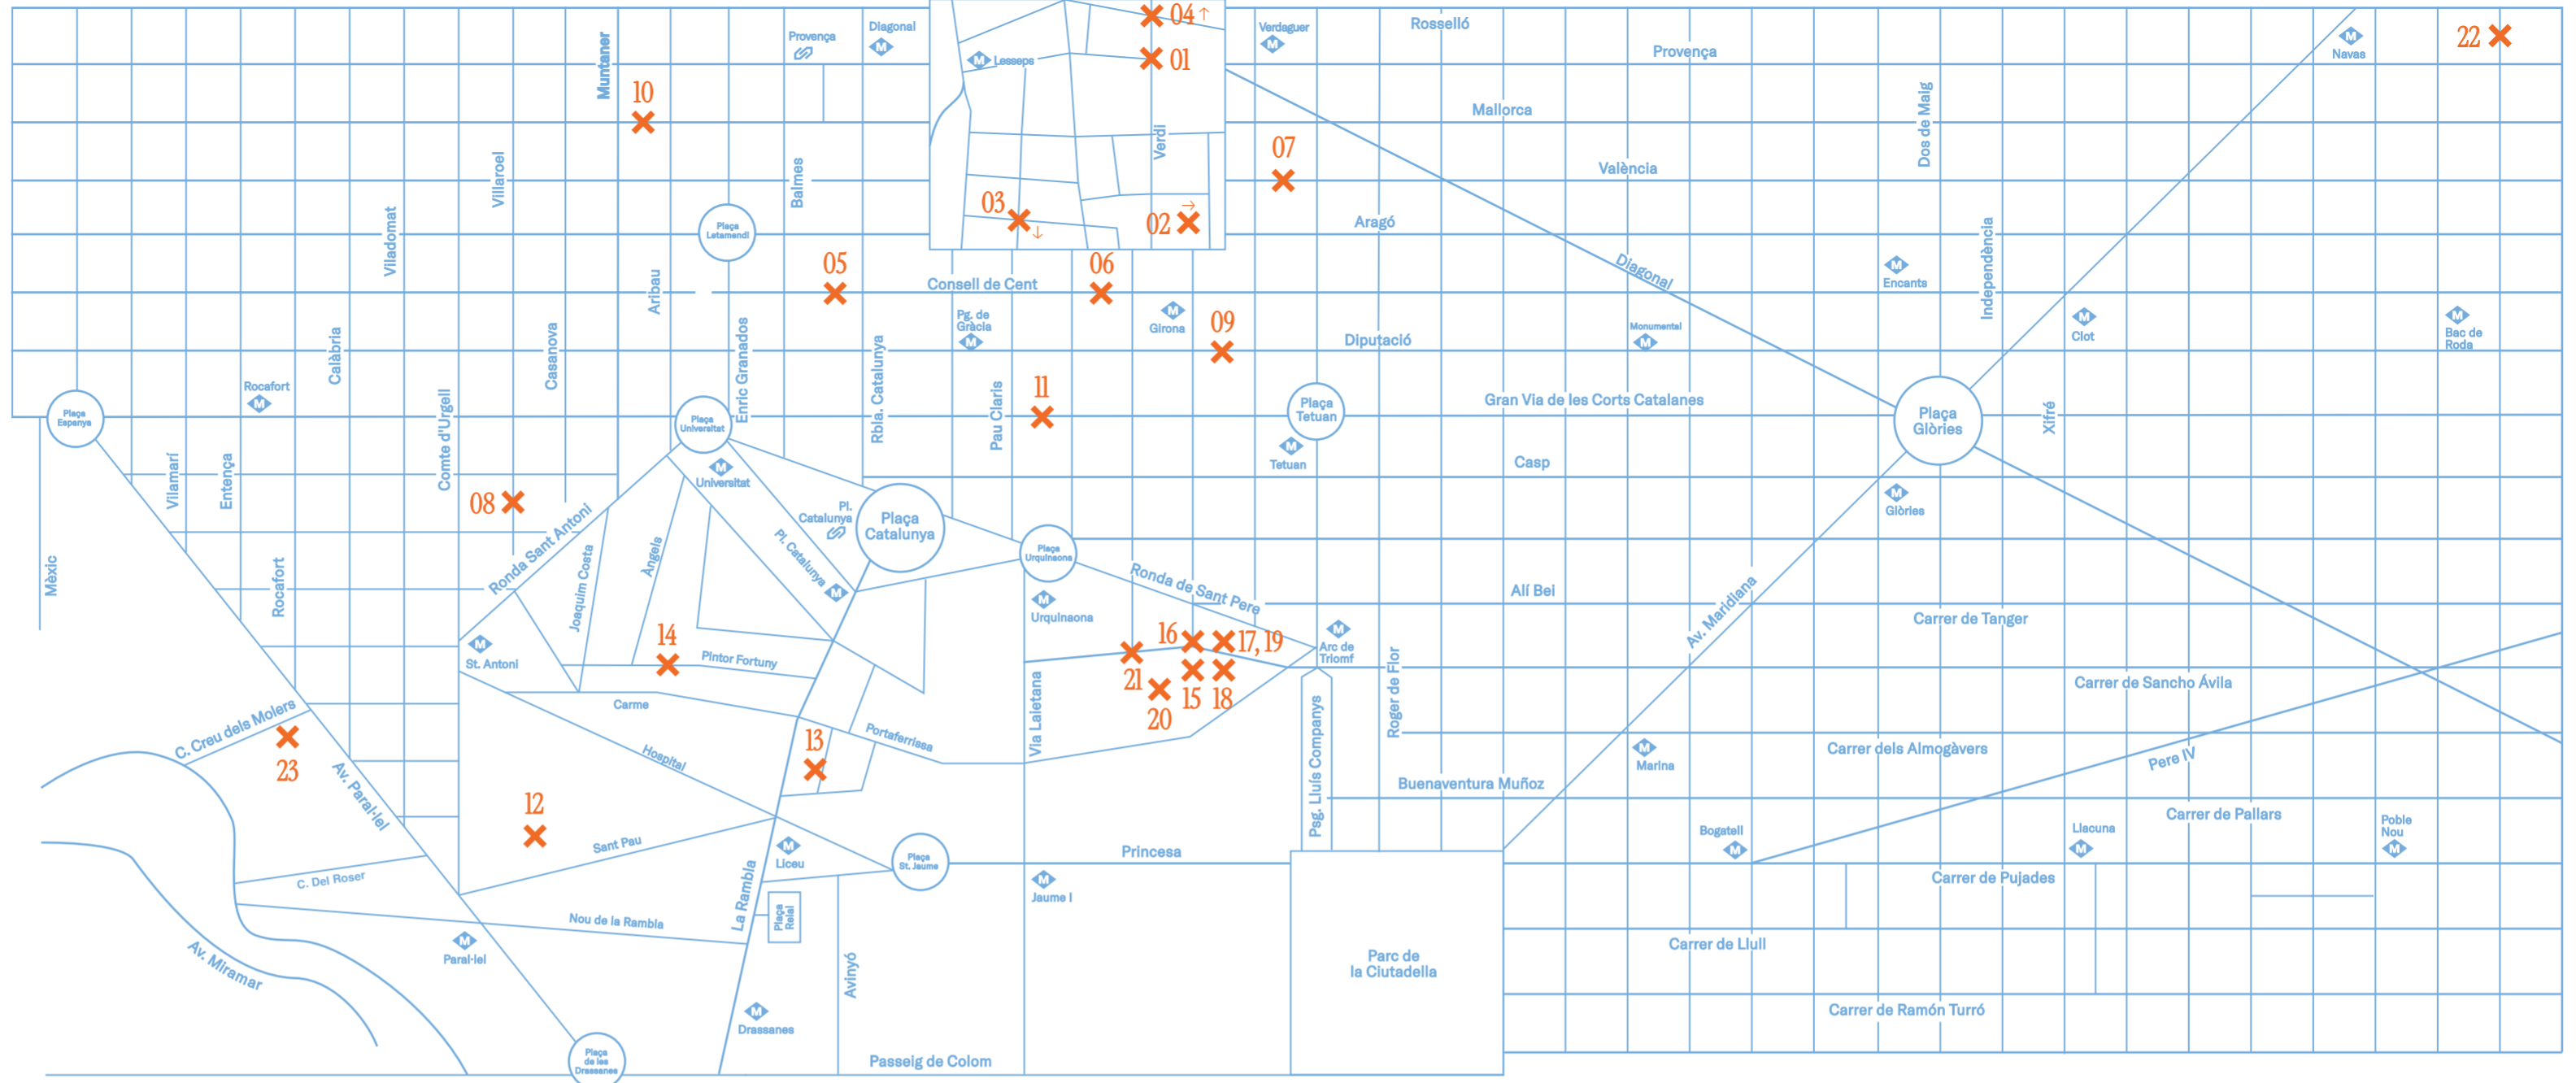 Rosselló
Provença
Mallorca
València
Aragó
Consell de Cent
Diputació
Gran Via de les Corts Catalanes
Casp
Alí Bei
Carrer de Tanger
Carrer de Sancho Ávila
Carrer dels Almogàvers
Buenaventura Muñoz
Carrer de Pallars
Carrer de Pujades
Carrer de Llull
Carrer de Ramón Turró
Passeig de Colom
Princesa
Diagonal
Av. Maridiana
Pere IV
Ronda de Sant Pere
Ronda Sant Antoni
Av. Paral·lel
Av. Miramar
C. Creu dels Molers
C. Del Roser
Nou de la Rambla
Sant Pau
Hospital
Carme
Pintor Fortuny
Portaferrissa
La Rambla
Joaquim Costa
Àngels
Pl. Catalunya
M
Avinyó
Via Laietana
Psg. Lluís Companys
Roger de Flor
Mèxic
Vilamarí
Entença
Rocafort
Calàbria
Viladomat
Comte d'Urgell
Villaroel
Casanova
Muntaner
Aribau
Enric Granados
Balmes
Rbla. Catalunya
Pau Claris
Verdi
Dos de Maig
Independència
Xifré
Plaça
Espanya
Plaça
Letamendi
Plaça
Universitat
Plaça
Catalunya
Plaça
Urquinaona
Plaça
Tetuan
Plaça
Glòries
Plaça
St. Jaume
Plaça
Reial
Plaça
de les
Drassanes
Parc de
la Ciutadella
Provença
Diagonal
M
M
Lesseps
Verdaguer
M
M
Navas
Rocafort
M
M
Universitat
Pl.
Catalunya
Pg. de
Gràcia
M
M
Girona
Monumental
M
M
Encants
M
Clot
M
Bac de
Roda
M
Tetuan
M
Glòries
M
Urquinaona
M
Arc de
Triomf
M
St. Antoni
M
Marina
Bogatell
M
Llacuna
M
Poble
Nou
M
M
Liceu
M
Jaume I
M
Paral·lel
M
Drassanes
04 ↑
01
03
↓
→
02
05
06
07
08
09
10
11
12
13
14
16
17, 19
21
15
18
20
22
23